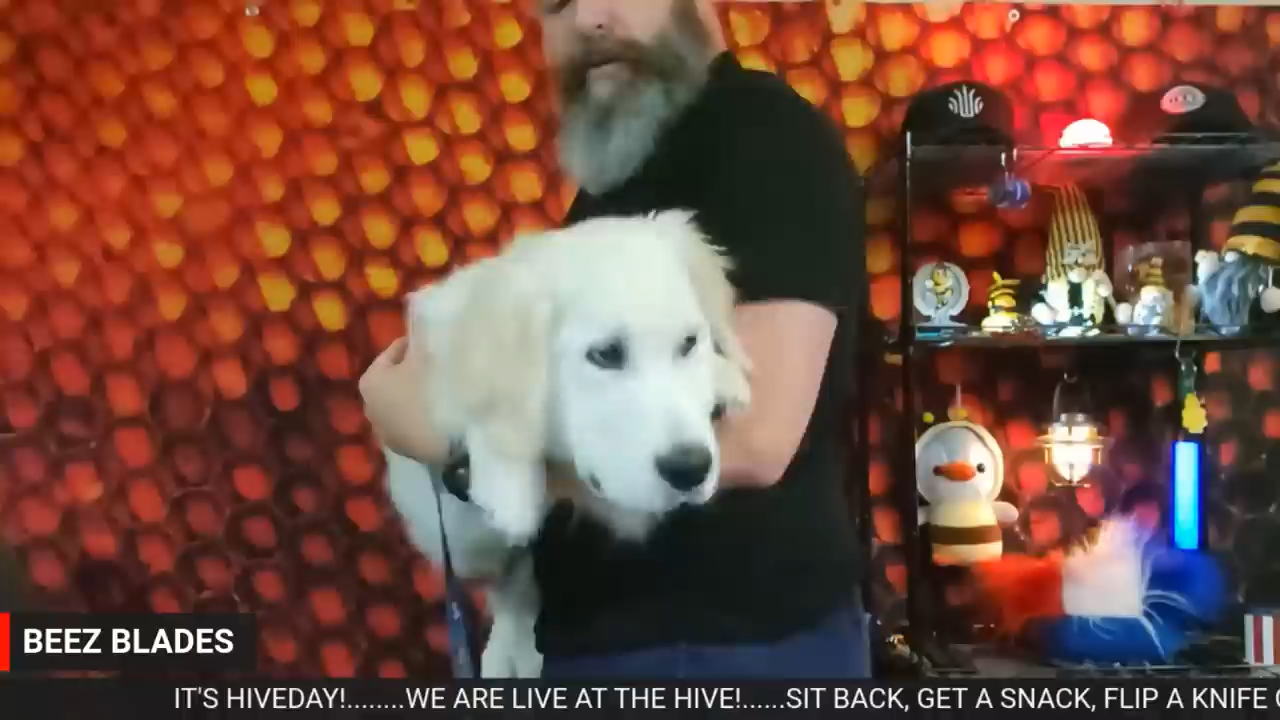 BEEZ BLADES
IT'S HIVEDAY!........WE ARE LIVE AT THE HIVE!......SIT BACK, GET A SNACK, FLIP A KNIFE